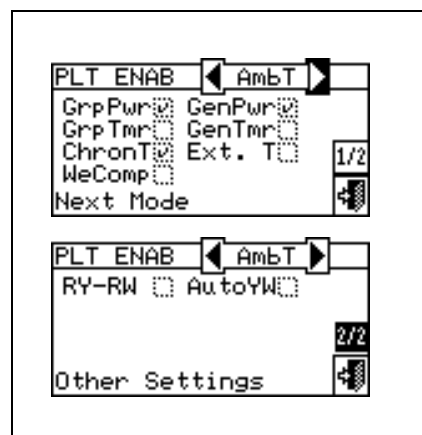 PLT ENAB AmbT
GrpPwr GenPwr
GrpTmr GenTmr
ChronT Ext. T
1/2
WeComp
Next Mode
PLT ENAB AmbT
RY-RW AutoYW
2/2
Other Settings